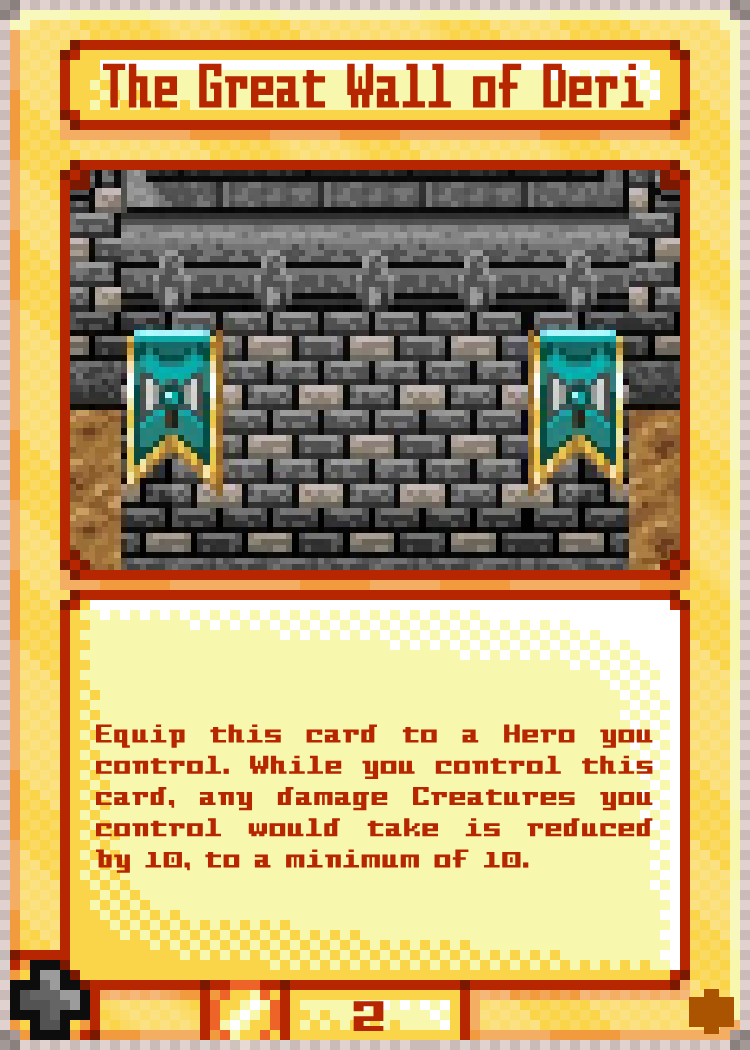 The Great Wall of Deri
Equip this card to a Hero you
control. While you control this
card, any damage Creatures you
control would take is reduced
by 10, to a minimum of 10.
2